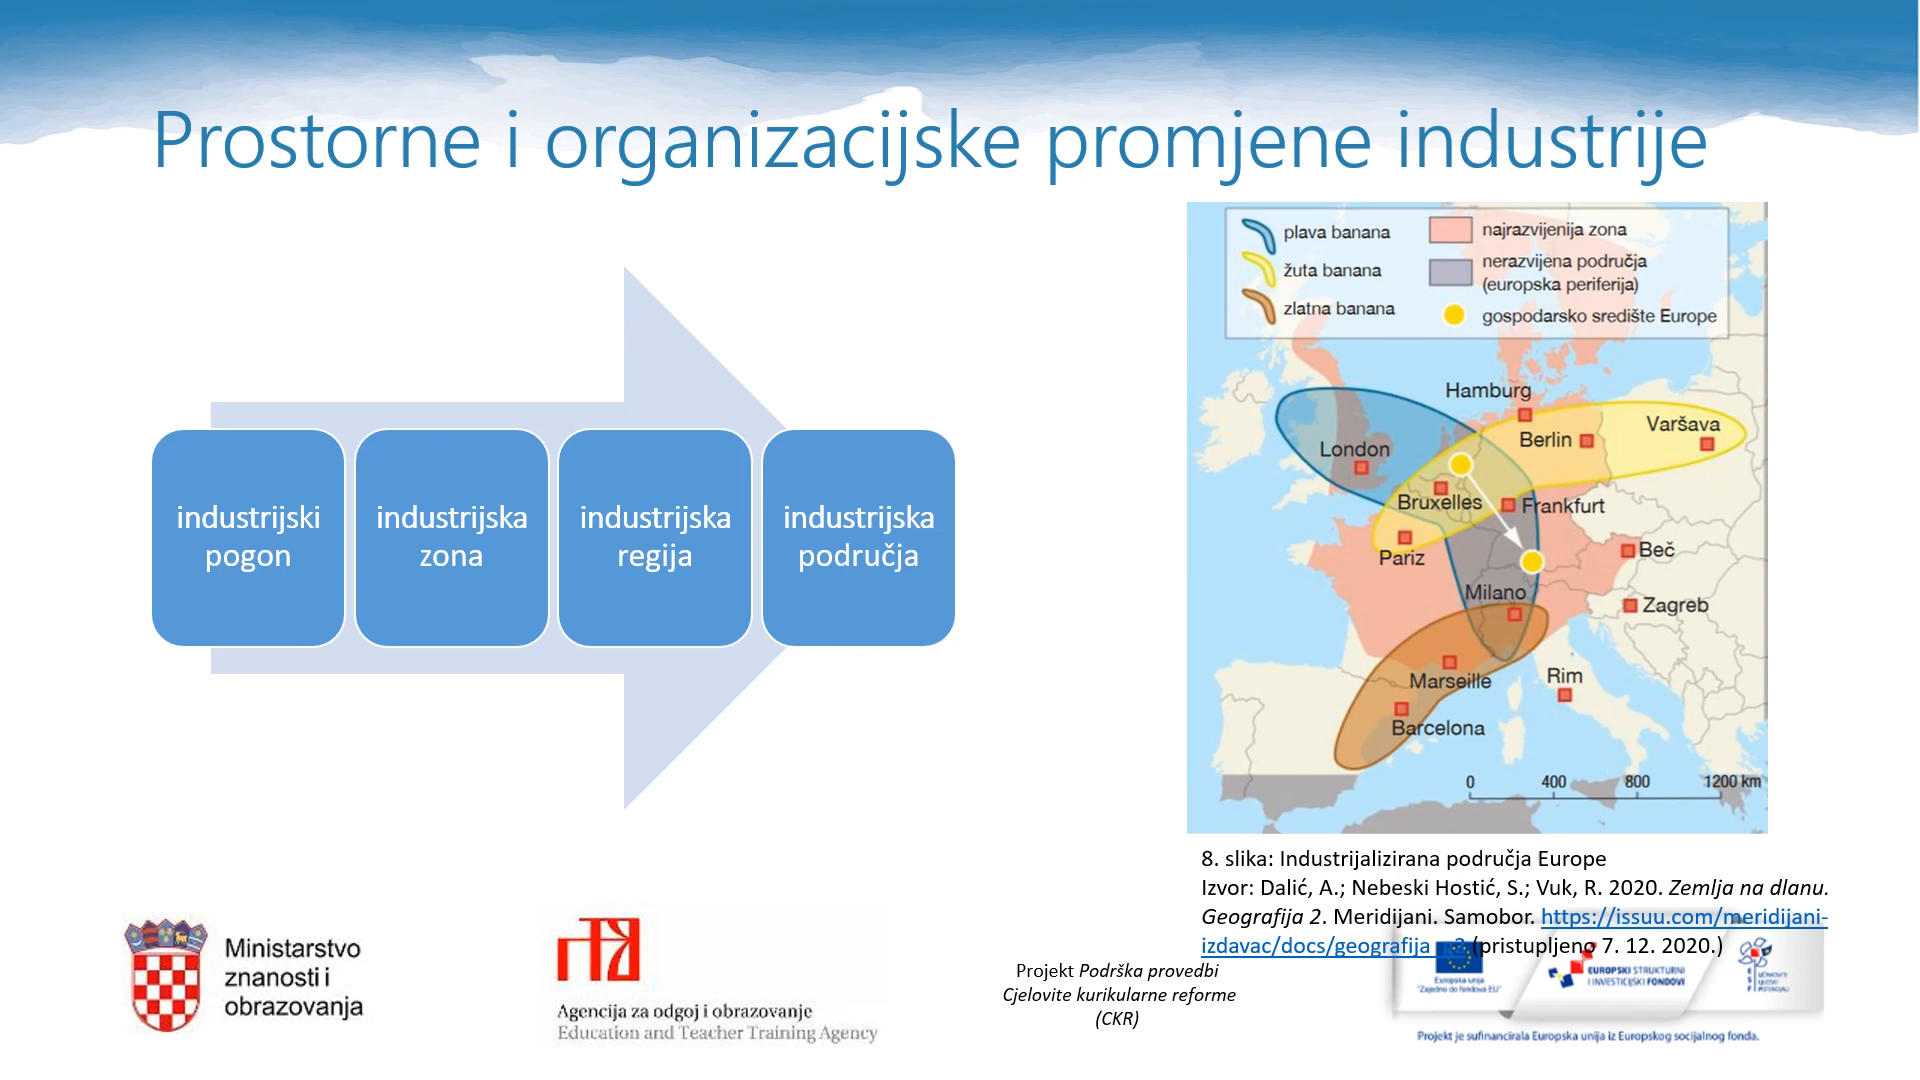 Prostorne i organizacijske promjene industrije
industrijski
pogon
industrijska
zona
industrijska
regija
industrijska
područja
plava banana
žuta banana
zlatna banana
najrazvijenija zona
nerazvijena područja
(europska periferija)
gospodarsko središte Europe
Hamburg
Berlin
Varšava
London
Bruxelles
Frankfurt
Pariz
Beč
Milano
Zagreb
Marseille
Rim
Barcelona
0 400 800 1200 km
8. slika: Industrijalizirana područja Europe
Izvor: Dalić, A.; Nebeski Hostić, S.; Vuk, R. 2020. Zemlja na dlanu.
Geografija 2. Meridijani. Samobor. https://issuu.com/meridijani-
izdavac/docs/geografija (pristupljeno 7. 12. 2020.)
Ministarstvo
znanosti i
obrazovanja
Agencija za odgoj i obrazovanje
Education and Teacher Training Agency
Projekt Podrška provedbi
Cjelovite kurikularne reforme
(CKR)
Europska unija
"Zajedno do fondova EU"
EUROPSKI STRUKTURNI
I INVESTICIJSKI FONDOVI
Projekt je sufinancirala Europska unija iz Europskog socijalnog fonda.